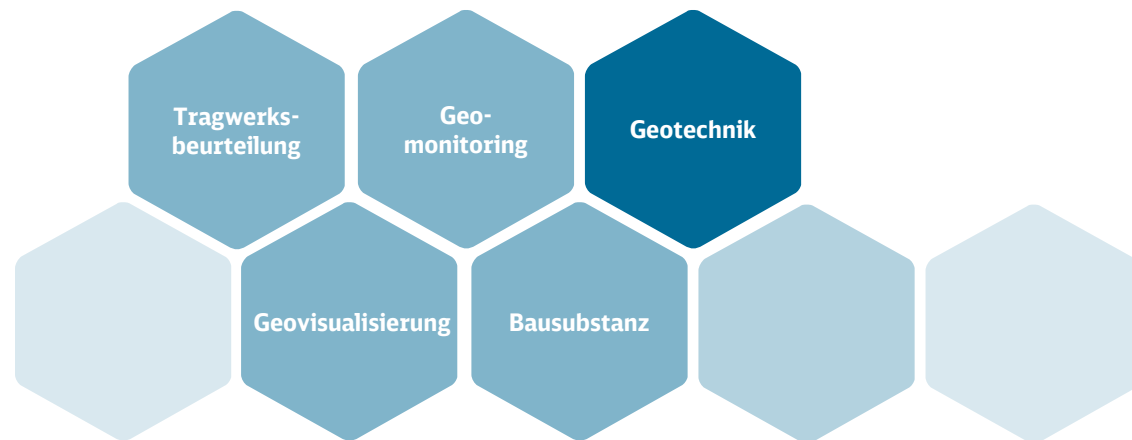 Tragwerks-
beurteilung
Geo-
monitoring
Geotechnik
Geovisualisierung
Bausubstanz